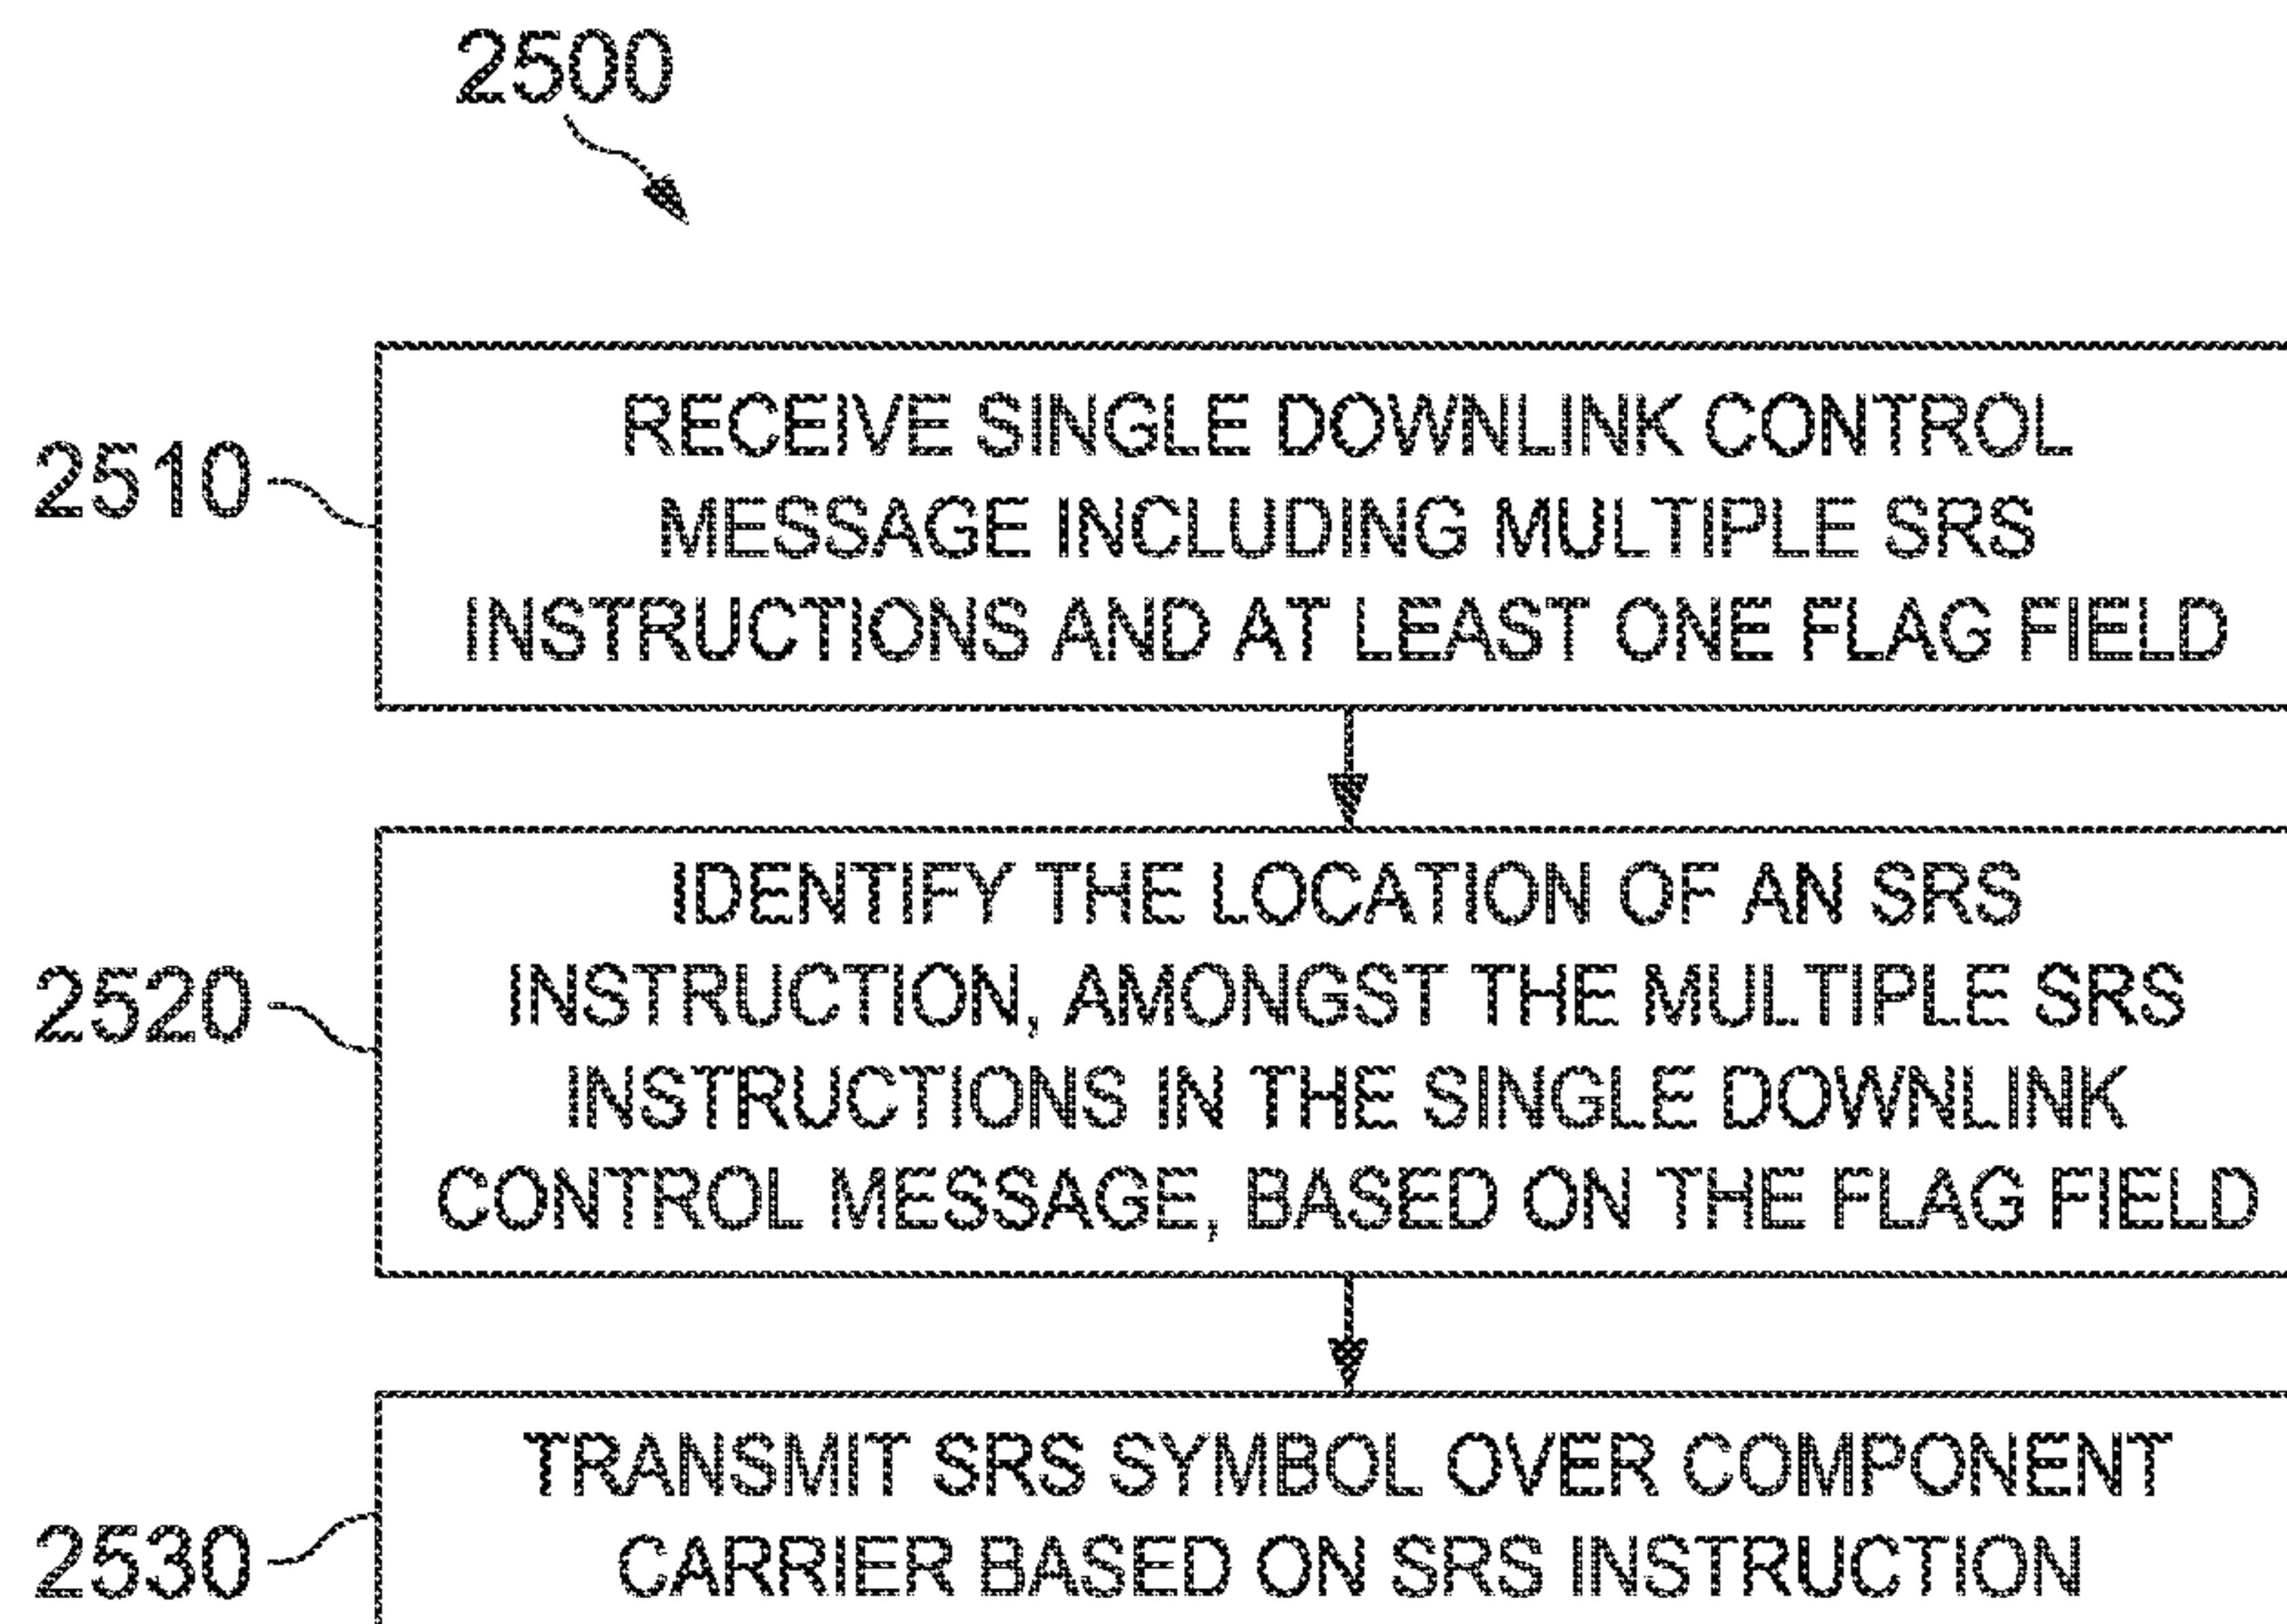 2500
2510
RECEIVE SINGLE DOWNLINK CONTROL
MESSAGE INCLUDING MULTIPLE SRS
INSTRUCTIONS AND AT LEAST ONE FLAG FIELD
2520
IDENTIFY THE LOCATION OF AN SRS
INSTRUCTION, AMONGST THE MULTIPLE SRS
INSTRUCTIONS IN THE SINGLE DOWNLINK
CONTROL MESSAGE, BASED ON THE FLAG FIELD
2530
TRANSMIT SRS SYMBOL OVER COMPONENT
CARRIER BASED ON SRS INSTRUCTION